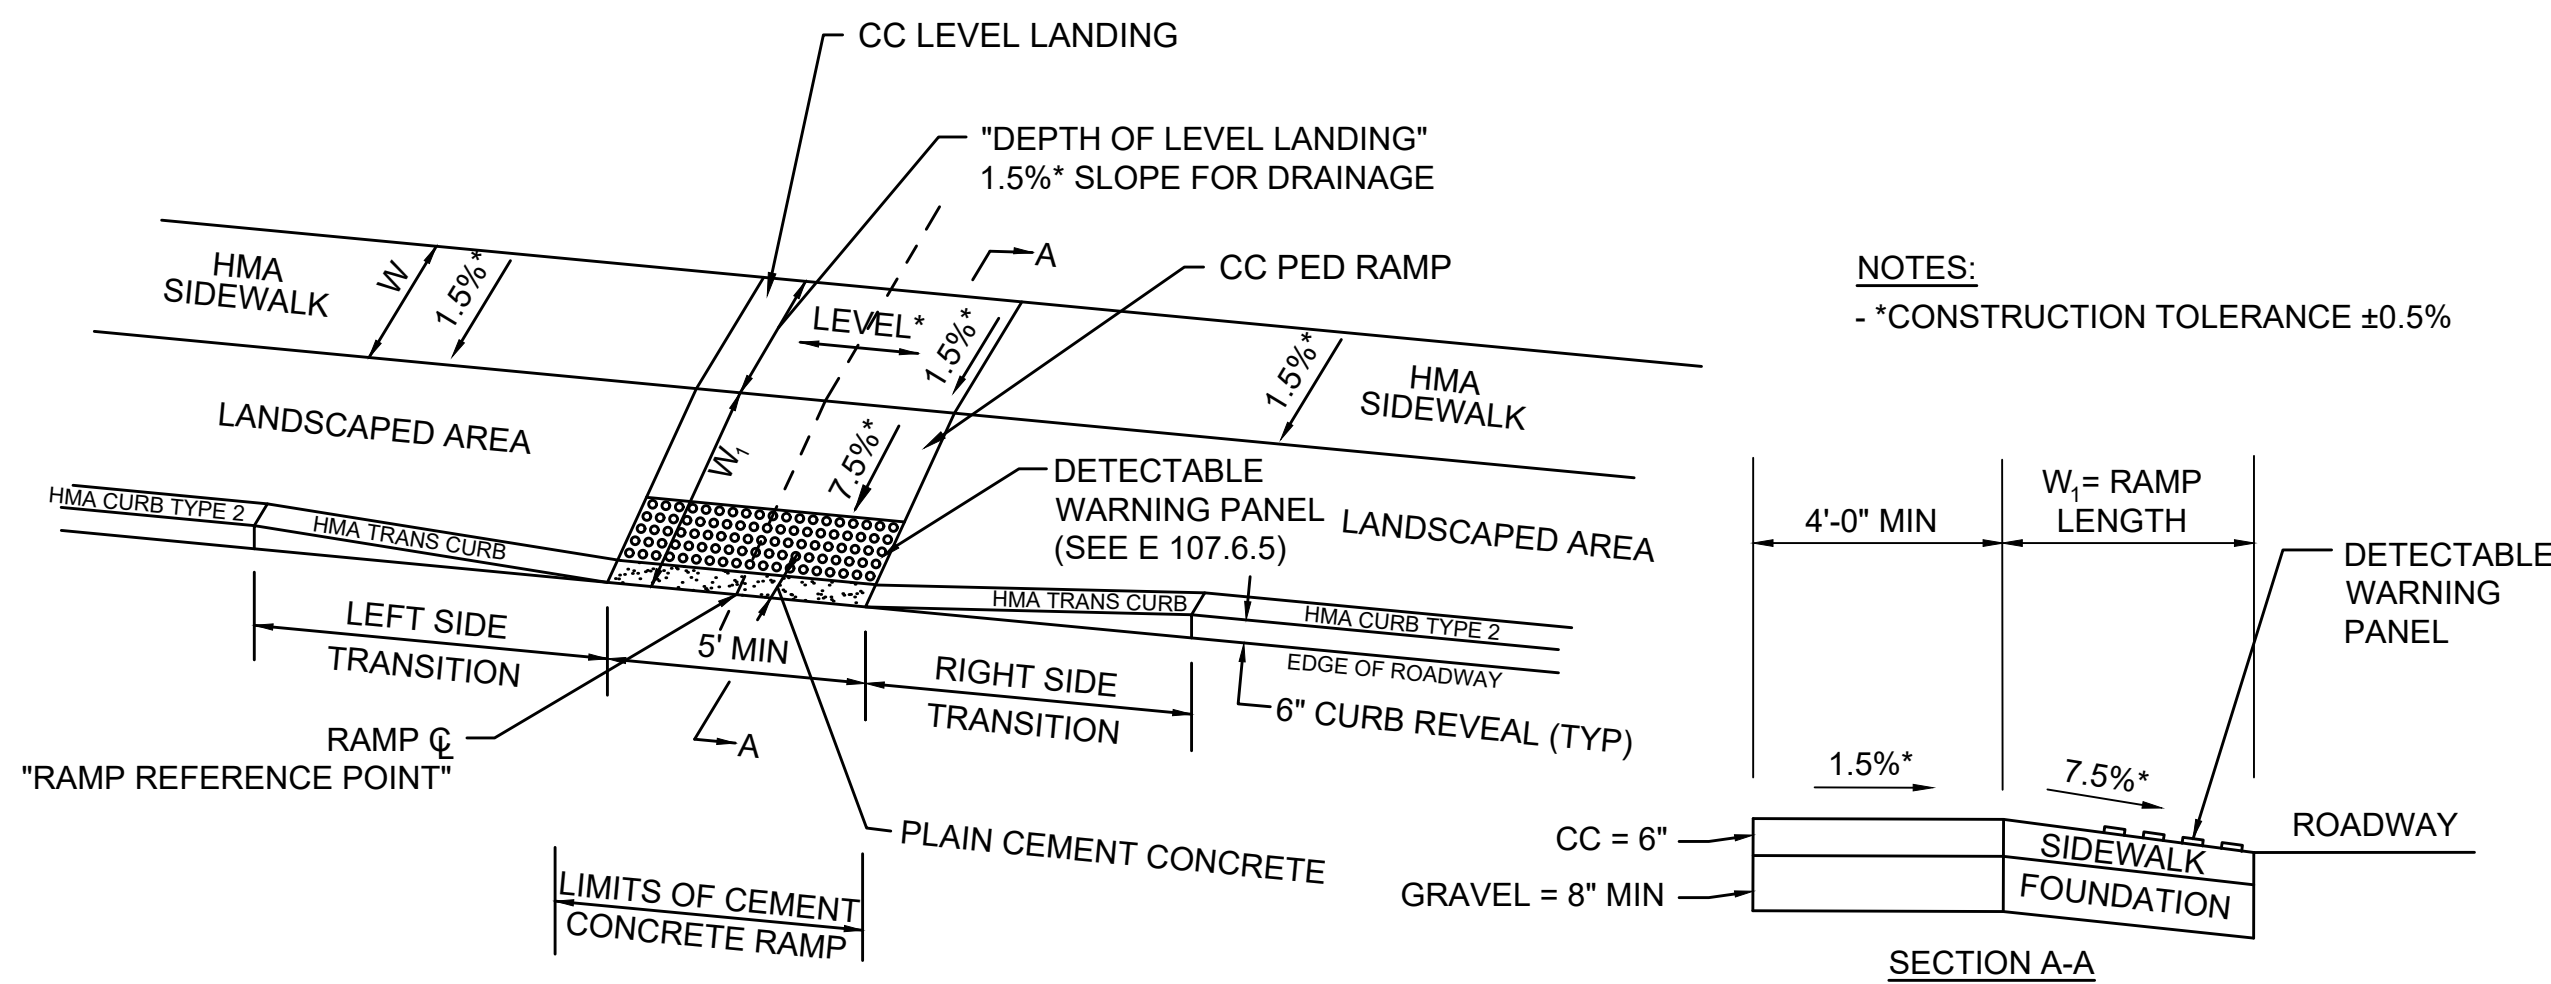 CC LEVEL LANDING
"DEPTH OF LEVEL LANDING"
1.5%* SLOPE FOR DRAINAGE
A
CC PED RAMP
HMA
SIDEWALK
W
1.5%*
LEVEL*
1.5%*
1.5%*
HMA
SIDEWALK
LANDSCAPED AREA
W₁
7.5%*
DETECTABLE
WARNING PANEL
(SEE E 107.6.5)
LANDSCAPED AREA
HMA CURB TYPE 2
HMA TRANS CURB
HMA TRANS CURB
HMA CURB TYPE 2
EDGE OF ROADWAY
LEFT SIDE
TRANSITION
5' MIN
RIGHT SIDE
TRANSITION
6" CURB REVEAL (TYP)
RAMP ℄
"RAMP REFERENCE POINT"
A
PLAIN CEMENT CONCRETE
LIMITS OF CEMENT
CONCRETE RAMP
NOTES:
- *CONSTRUCTION TOLERANCE ±0.5%
4'-0" MIN
W₁= RAMP
LENGTH
DETECTABLE
WARNING
PANEL
1.5%*
7.5%*
ROADWAY
CC = 6"
SIDEWALK
GRAVEL = 8" MIN
FOUNDATION
SECTION A-A